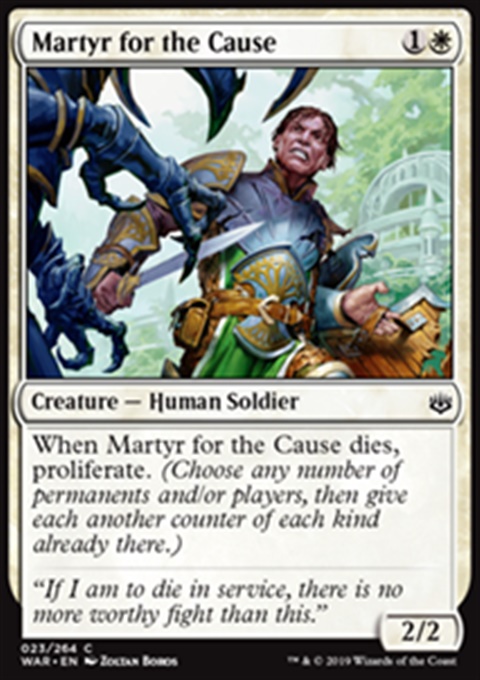 Martyr for the Cause 1
Creature — Human Soldier
When Martyr for the Cause dies,
proliferate. (Choose any number of
permanents and/or players, then give
each another counter of each kind
already there.)
“If I am to die in service, there is no
more worthy fight than this.”
2/2
023/264 C
WAR • EN Zoltan Boros
™ & © 2019 Wizards of the Coast